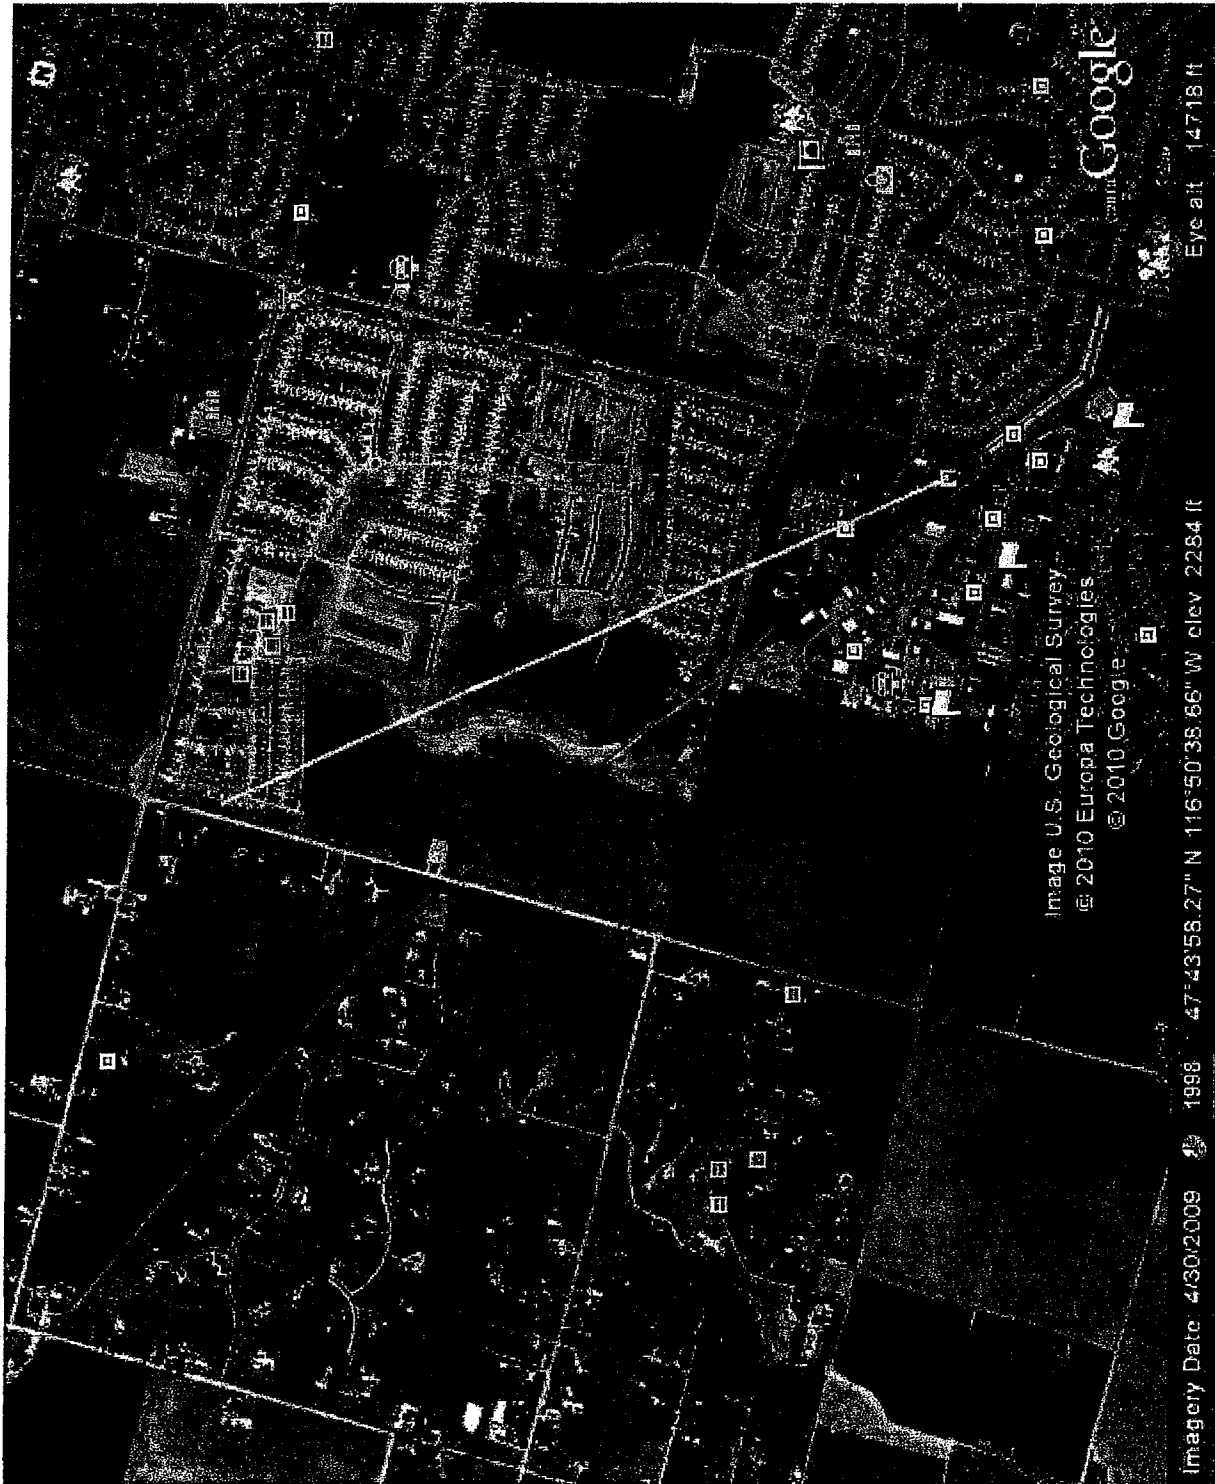 Image U.S. Geological Survey
© 2010 Europa Technologies
© 2010 Google
Google
Imagery Date 4/30/2009 1998 47°43'58.27" N 116°50'38.66" W elev 2284 ft Eye alt 14718 ft